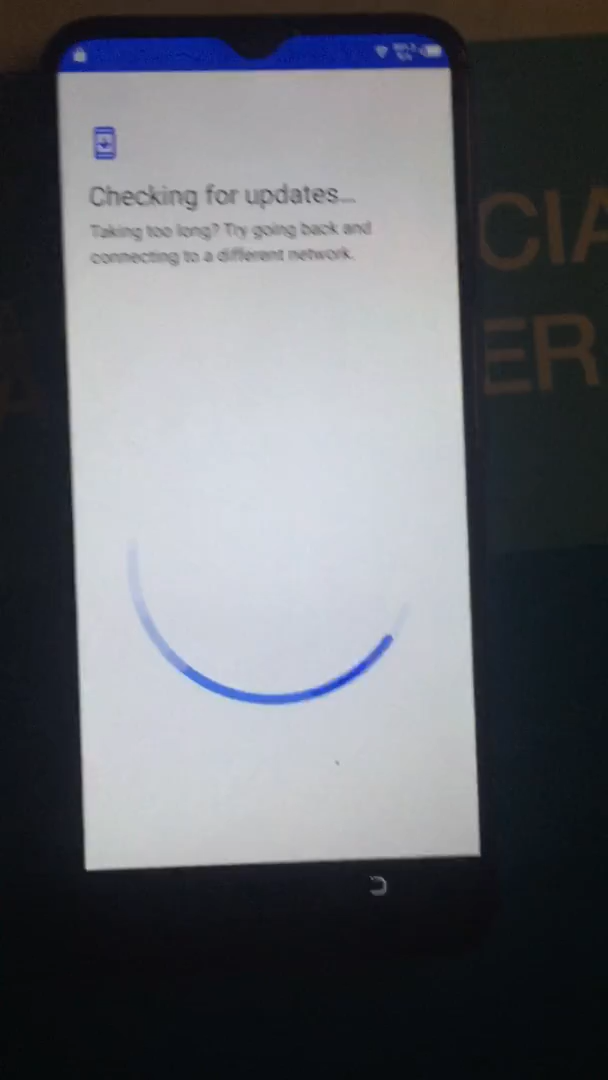 Checking for updates...
Taking too long? Try going back and
connecting to a different network.
CIA
ER